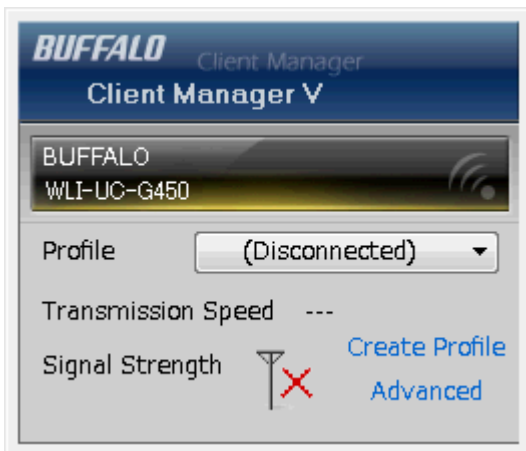 BUFFALO Client Manager
Client Manager V
BUFFALO
WLI-UC-G450
Profile (Disconnected)
Transmission Speed ---
Signal Strength Create Profile
Advanced